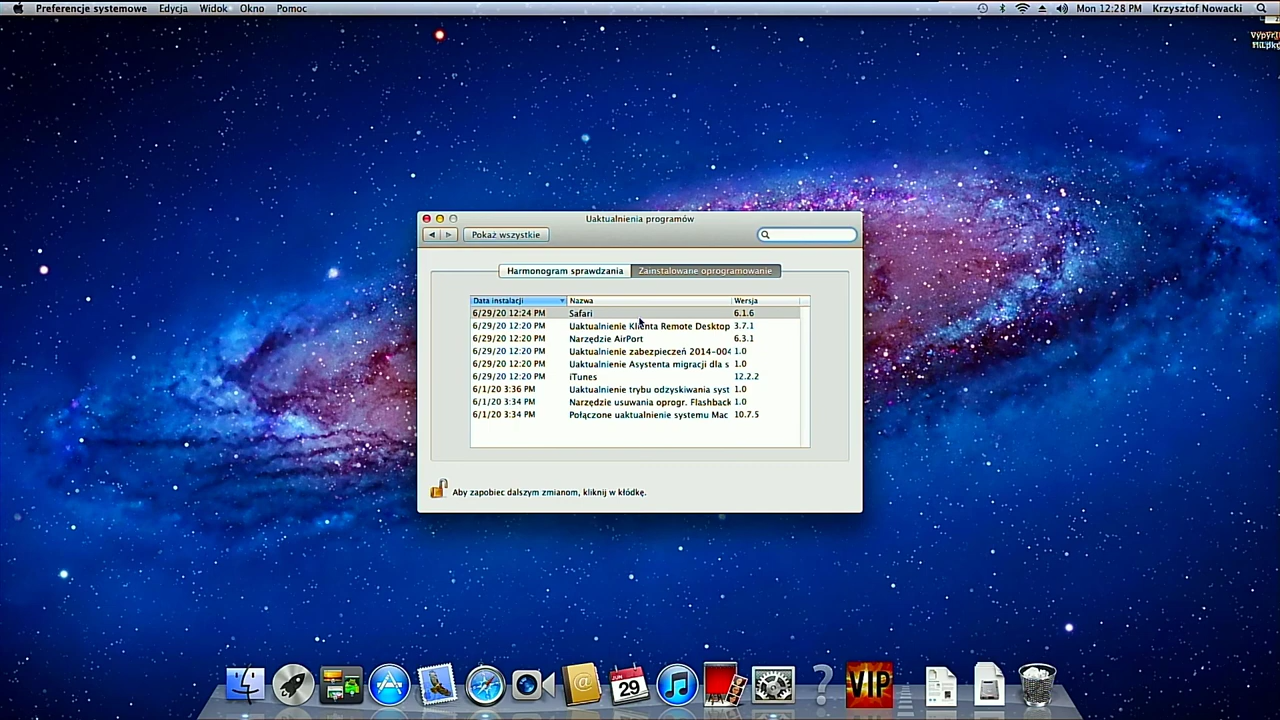 Preferencje systemowe Edycja Widok Okno Pomoc Mon 12:28 PM Krzysztof Nowacki
Uaktualnienia programów
Pokaż wszystkie
Harmonogram sprawdzania Zainstalowane oprogramowanie
Data instalacji Nazwa Wersja
6/29/20 12:24 PM Safari 6.1.6
6/29/20 12:20 PM Uaktualnienie Klienta Remote Desktop 3.7.1
6/29/20 12:20 PM Narzędzie AirPort 6.3.1
6/29/20 12:20 PM Uaktualnienie zabezpieczeń 2014-004 1.0
6/29/20 12:20 PM Uaktualnienie Asystenta migracji dla s 1.0
6/29/20 12:20 PM iTunes 12.2.2
6/1/20 3:36 PM Uaktualnienie trybu odzyskiwania syst 1.0
6/1/20 3:34 PM Narzędzie usuwania oprogr. Flashback 1.0
6/1/20 3:34 PM Połączone uaktualnienie systemu Mac 10.7.5
Aby zapobiec dalszym zmianom, kliknij w kłódkę.
JUN
29
VIP